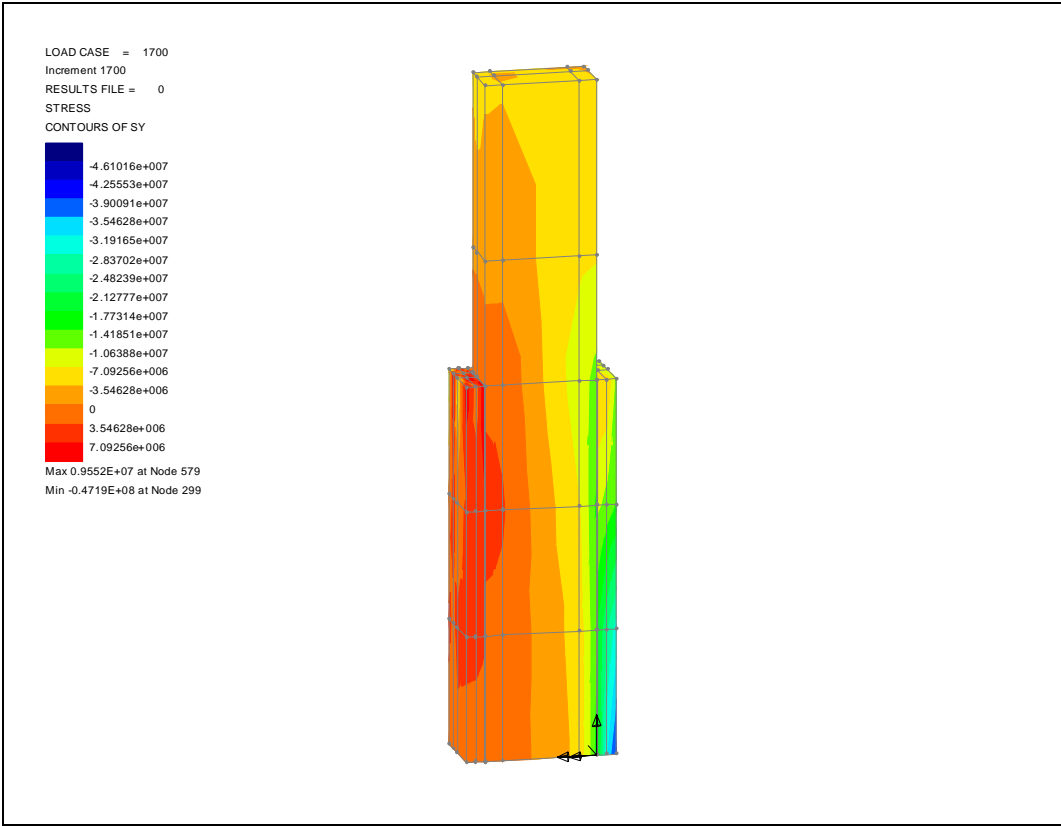 LOAD CASE = 1700
Increment 1700
RESULTS FILE = 0
STRESS
CONTOURS OF SY
-4.61016e+007
-4.25553e+007
-3.90091e+007
-3.54628e+007
-3.19165e+007
-2.83702e+007
-2.48239e+007
-2.12777e+007
-1.77314e+007
-1.41851e+007
-1.06388e+007
-7.09256e+006
-3.54628e+006
0
3.54628e+006
7.09256e+006
Max 0.9552E+07 at Node 579
Min -0.4719E+08 at Node 299